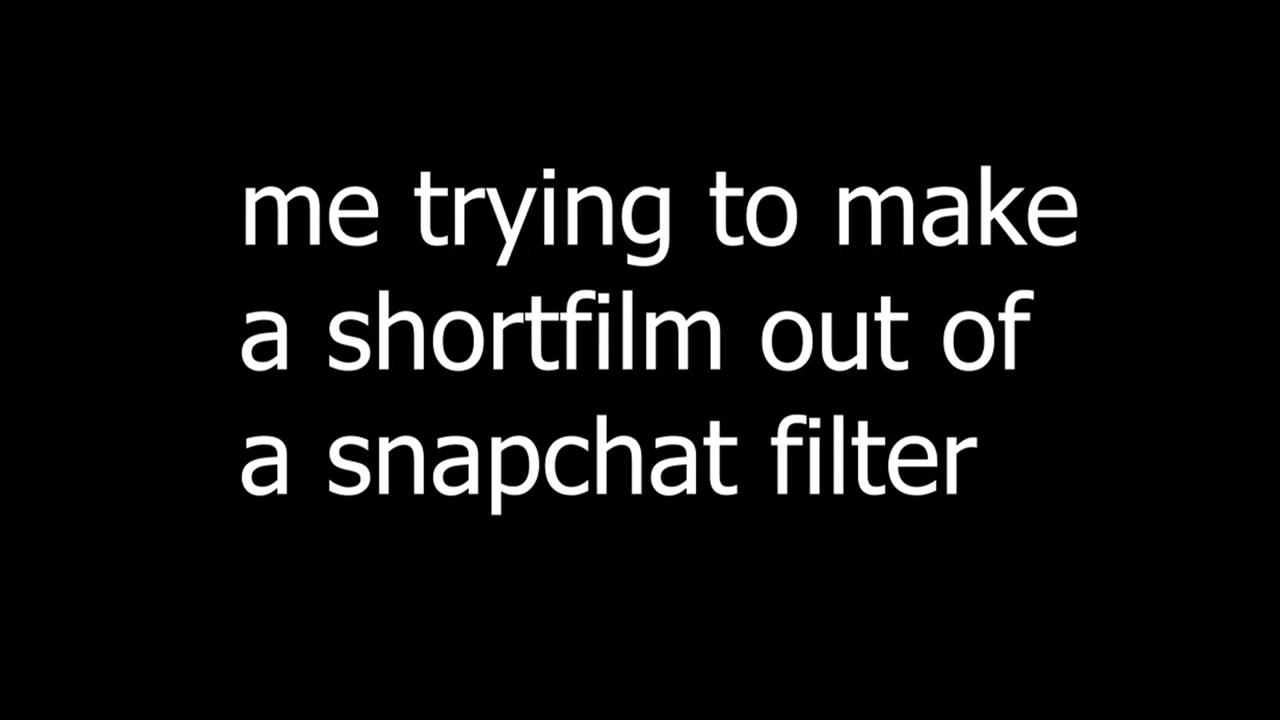 me trying to make
a shortfilm out of
a snapchat filter